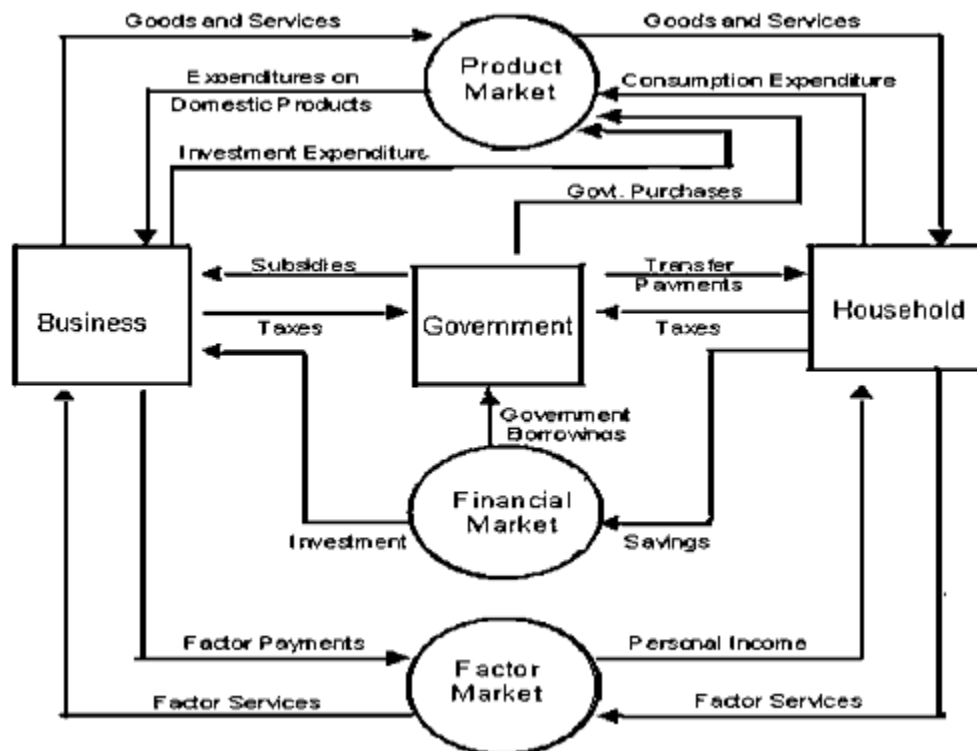 Goods and Services
Goods and Services
Product
Market
Expenditures on
Domestic Products
Consumption Expenditure
Investment Expenditure
Govt. Purchases
Business
Subsidies
Taxes
Government
Transfer
Payments
Taxes
Household
Government
Borrowings
Financial
Market
Investment
Savings
Factor Payments
Personal Income
Factor
Market
Factor Services
Factor Services